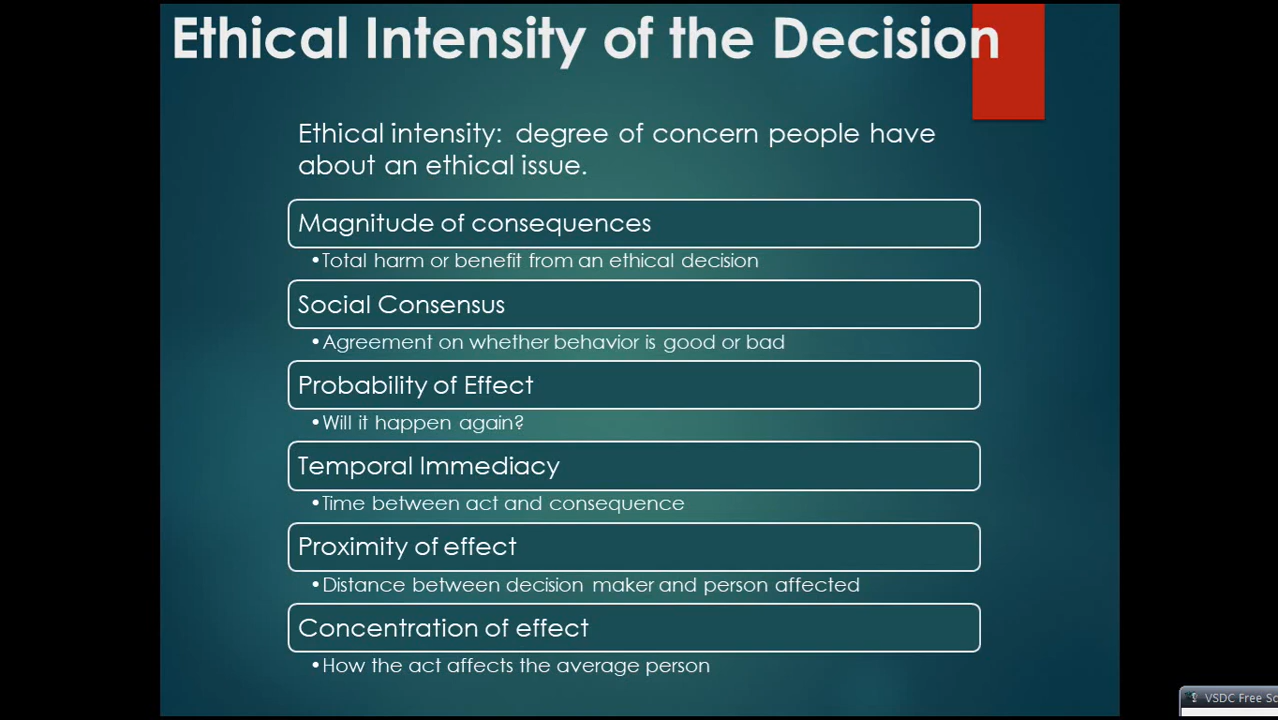 Ethical Intensity of the Decision
Ethical intensity: degree of concern people have
about an ethical issue.
Magnitude of consequences
•Total harm or benefit from an ethical decision
Social Consensus
•Agreement on whether behavior is good or bad
Probability of Effect
•Will it happen again?
Temporal Immediacy
•Time between act and consequence
Proximity of effect
•Distance between decision maker and person affected
Concentration of effect
•How the act affects the average person
VSDC Free Sc